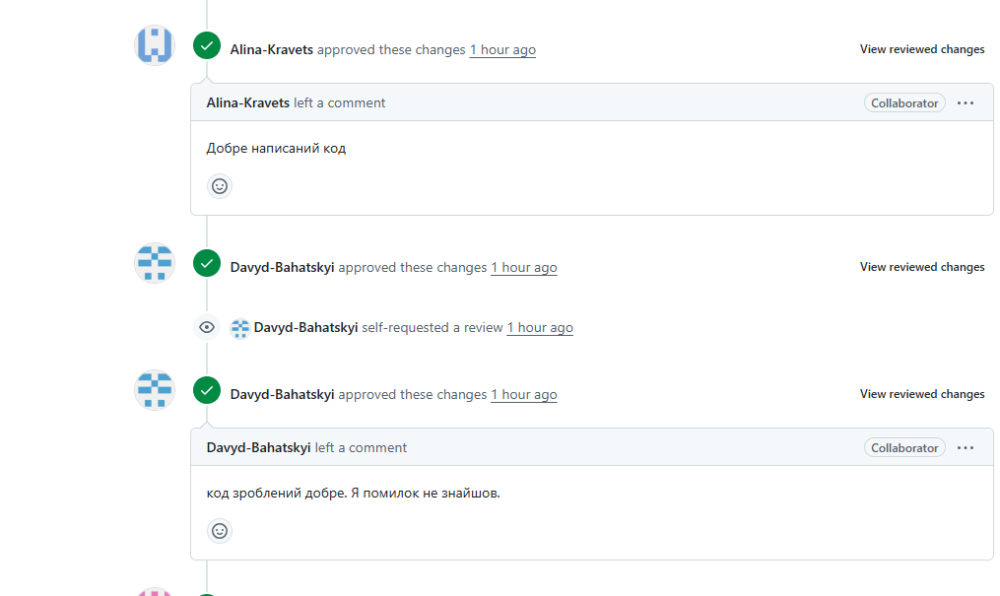 Alina-Kravets approved these changes 1 hour ago View reviewed changes
Alina-Kravets left a comment Collaborator ...
Добре написаний код
Davyd-Bahatskyi approved these changes 1 hour ago View reviewed changes
Davyd-Bahatskyi self-requested a review 1 hour ago
Davyd-Bahatskyi approved these changes 1 hour ago View reviewed changes
Davyd-Bahatskyi left a comment Collaborator ...
код зроблений добре. Я помилок не знайшов.